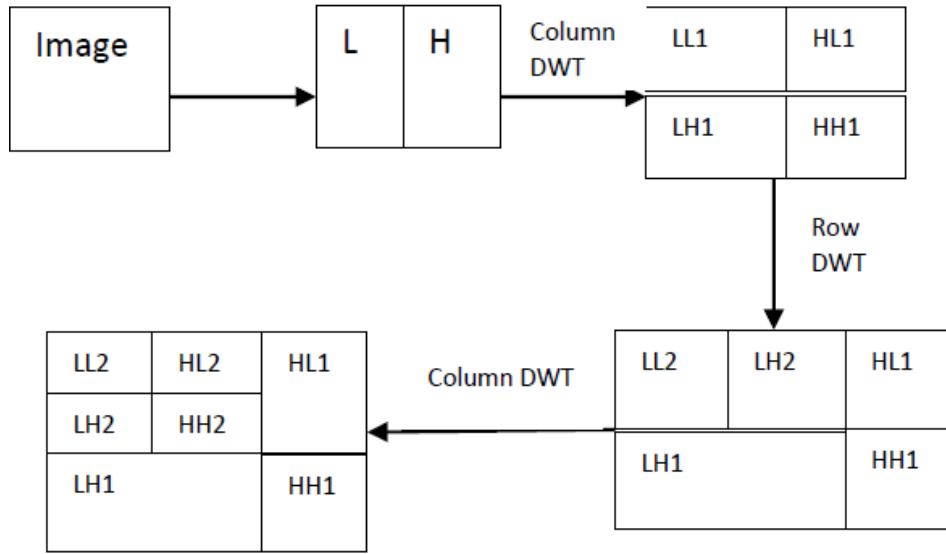 Image
L H
Column
DWT
LL1 HL1
LH1 HH1
Row
DWT
LL2 LH2 HL1
LH1 HH1
Column DWT
LL2 HL2 HL1
LH2 HH2
LH1 HH1